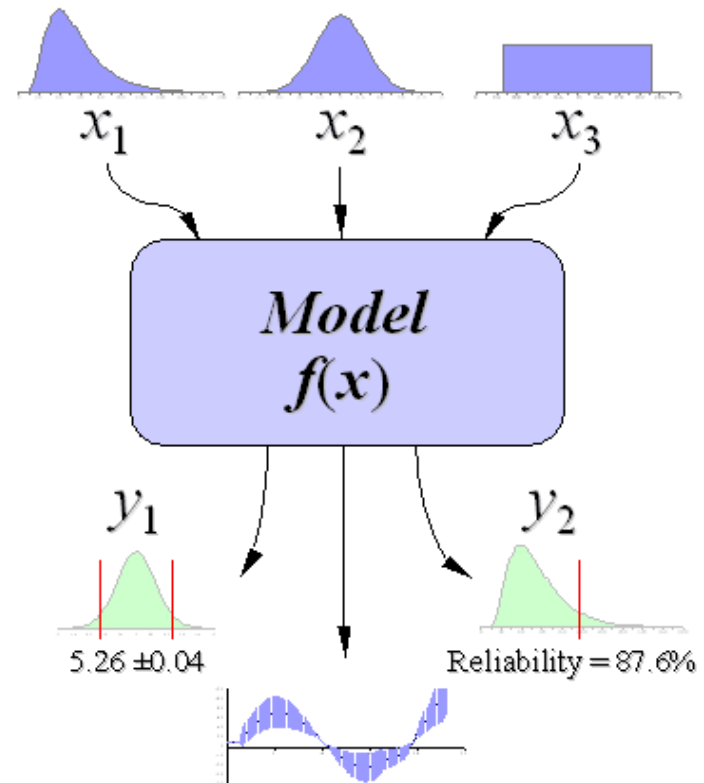 x₁ x₂ x₃
Model
f(x)
y₁ y₂
5.26 ±0.04 Reliability = 87.6%